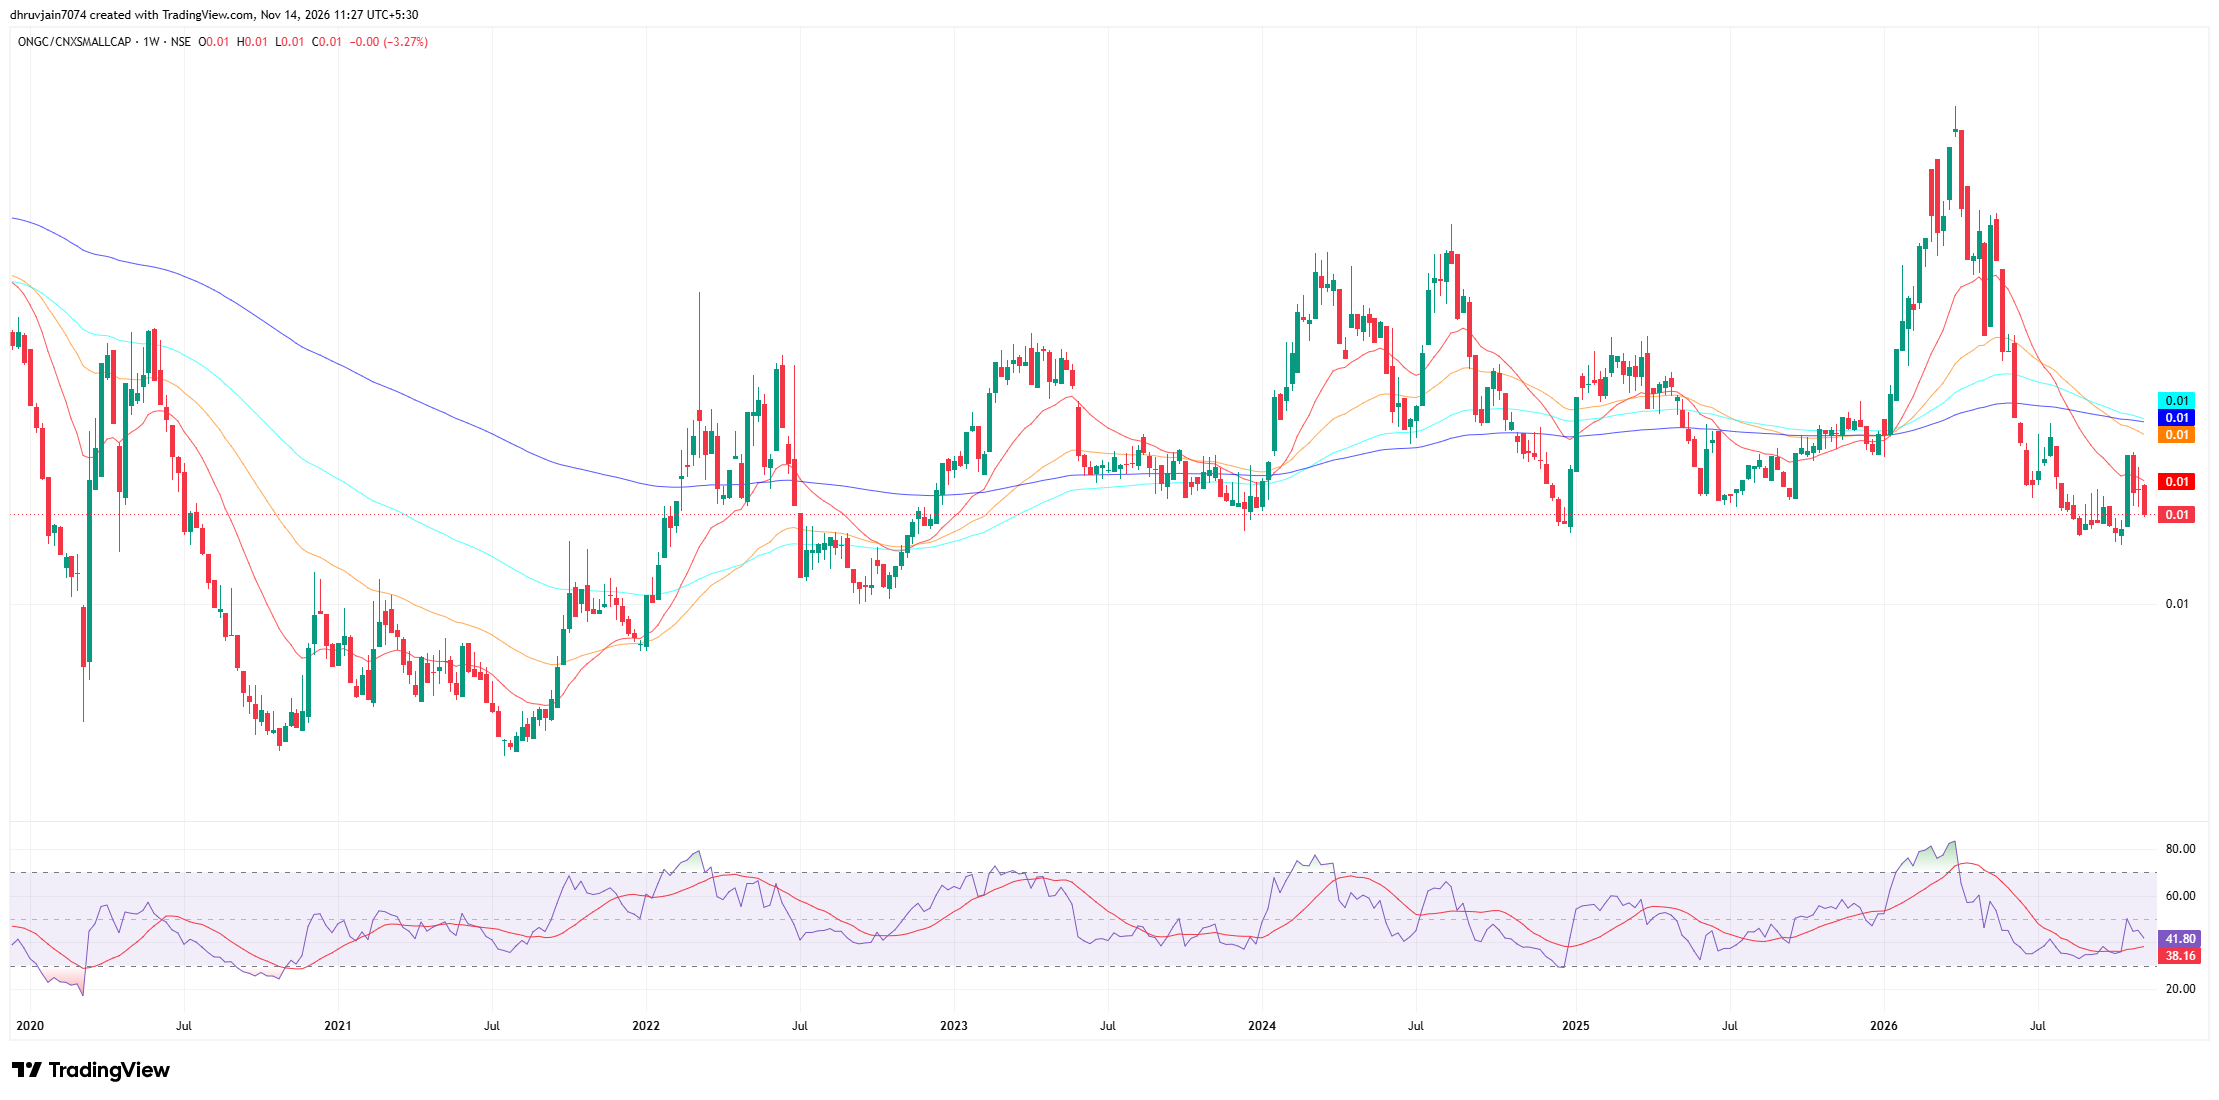 dhruvjain7074 created with TradingView.com, Nov 14, 2026 11:27 UTC+5:30
ONGC/CNXSMALLCAP · 1W · NSE O0.01 H0.01 L0.01 C0.01 −0.00 (−3.27%)
0.01
0.01
0.01
0.01
0.01
0.01
80.00
60.00
41.80
38.16
20.00
2020 Jul 2021 Jul 2022 Jul 2023 Jul 2024 Jul 2025 Jul 2026 Jul
TradingView